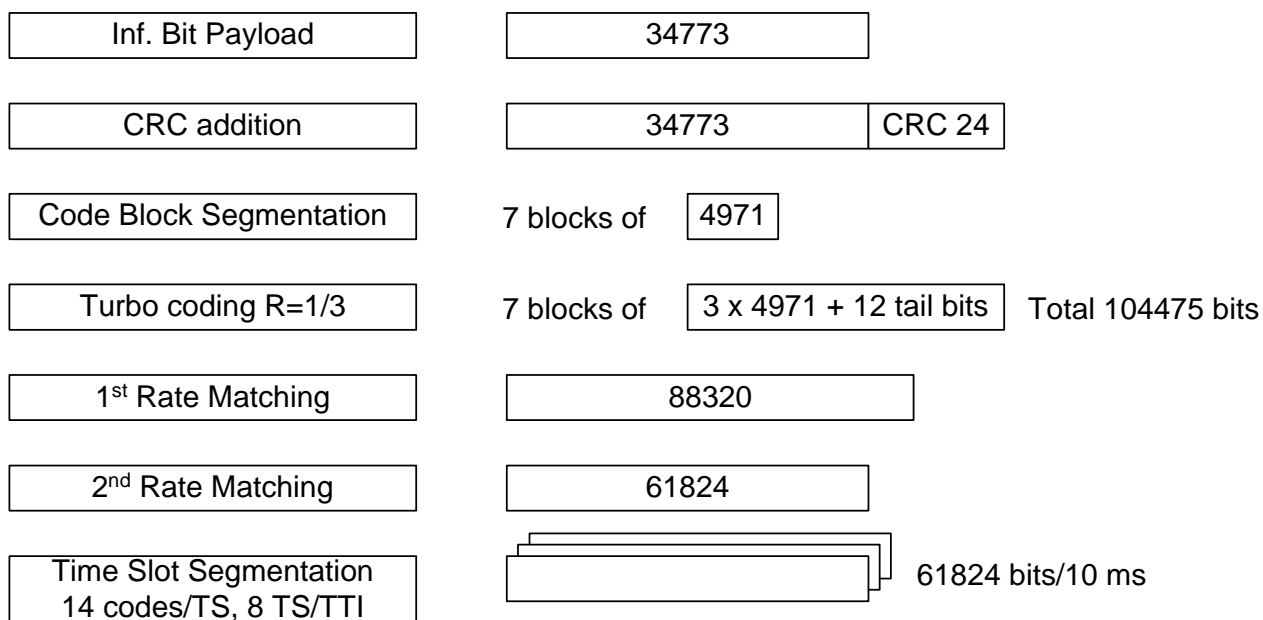 Inf. Bit Payload 34773
CRC addition 34773 CRC 24
Code Block Segmentation 7 blocks of 4971
Turbo coding R=1/3 7 blocks of 3 x 4971 + 12 tail bits Total 104475 bits
1st Rate Matching 88320
2nd Rate Matching 61824
Time Slot Segmentation
14 codes/TS, 8 TS/TTI
61824 bits/10 ms